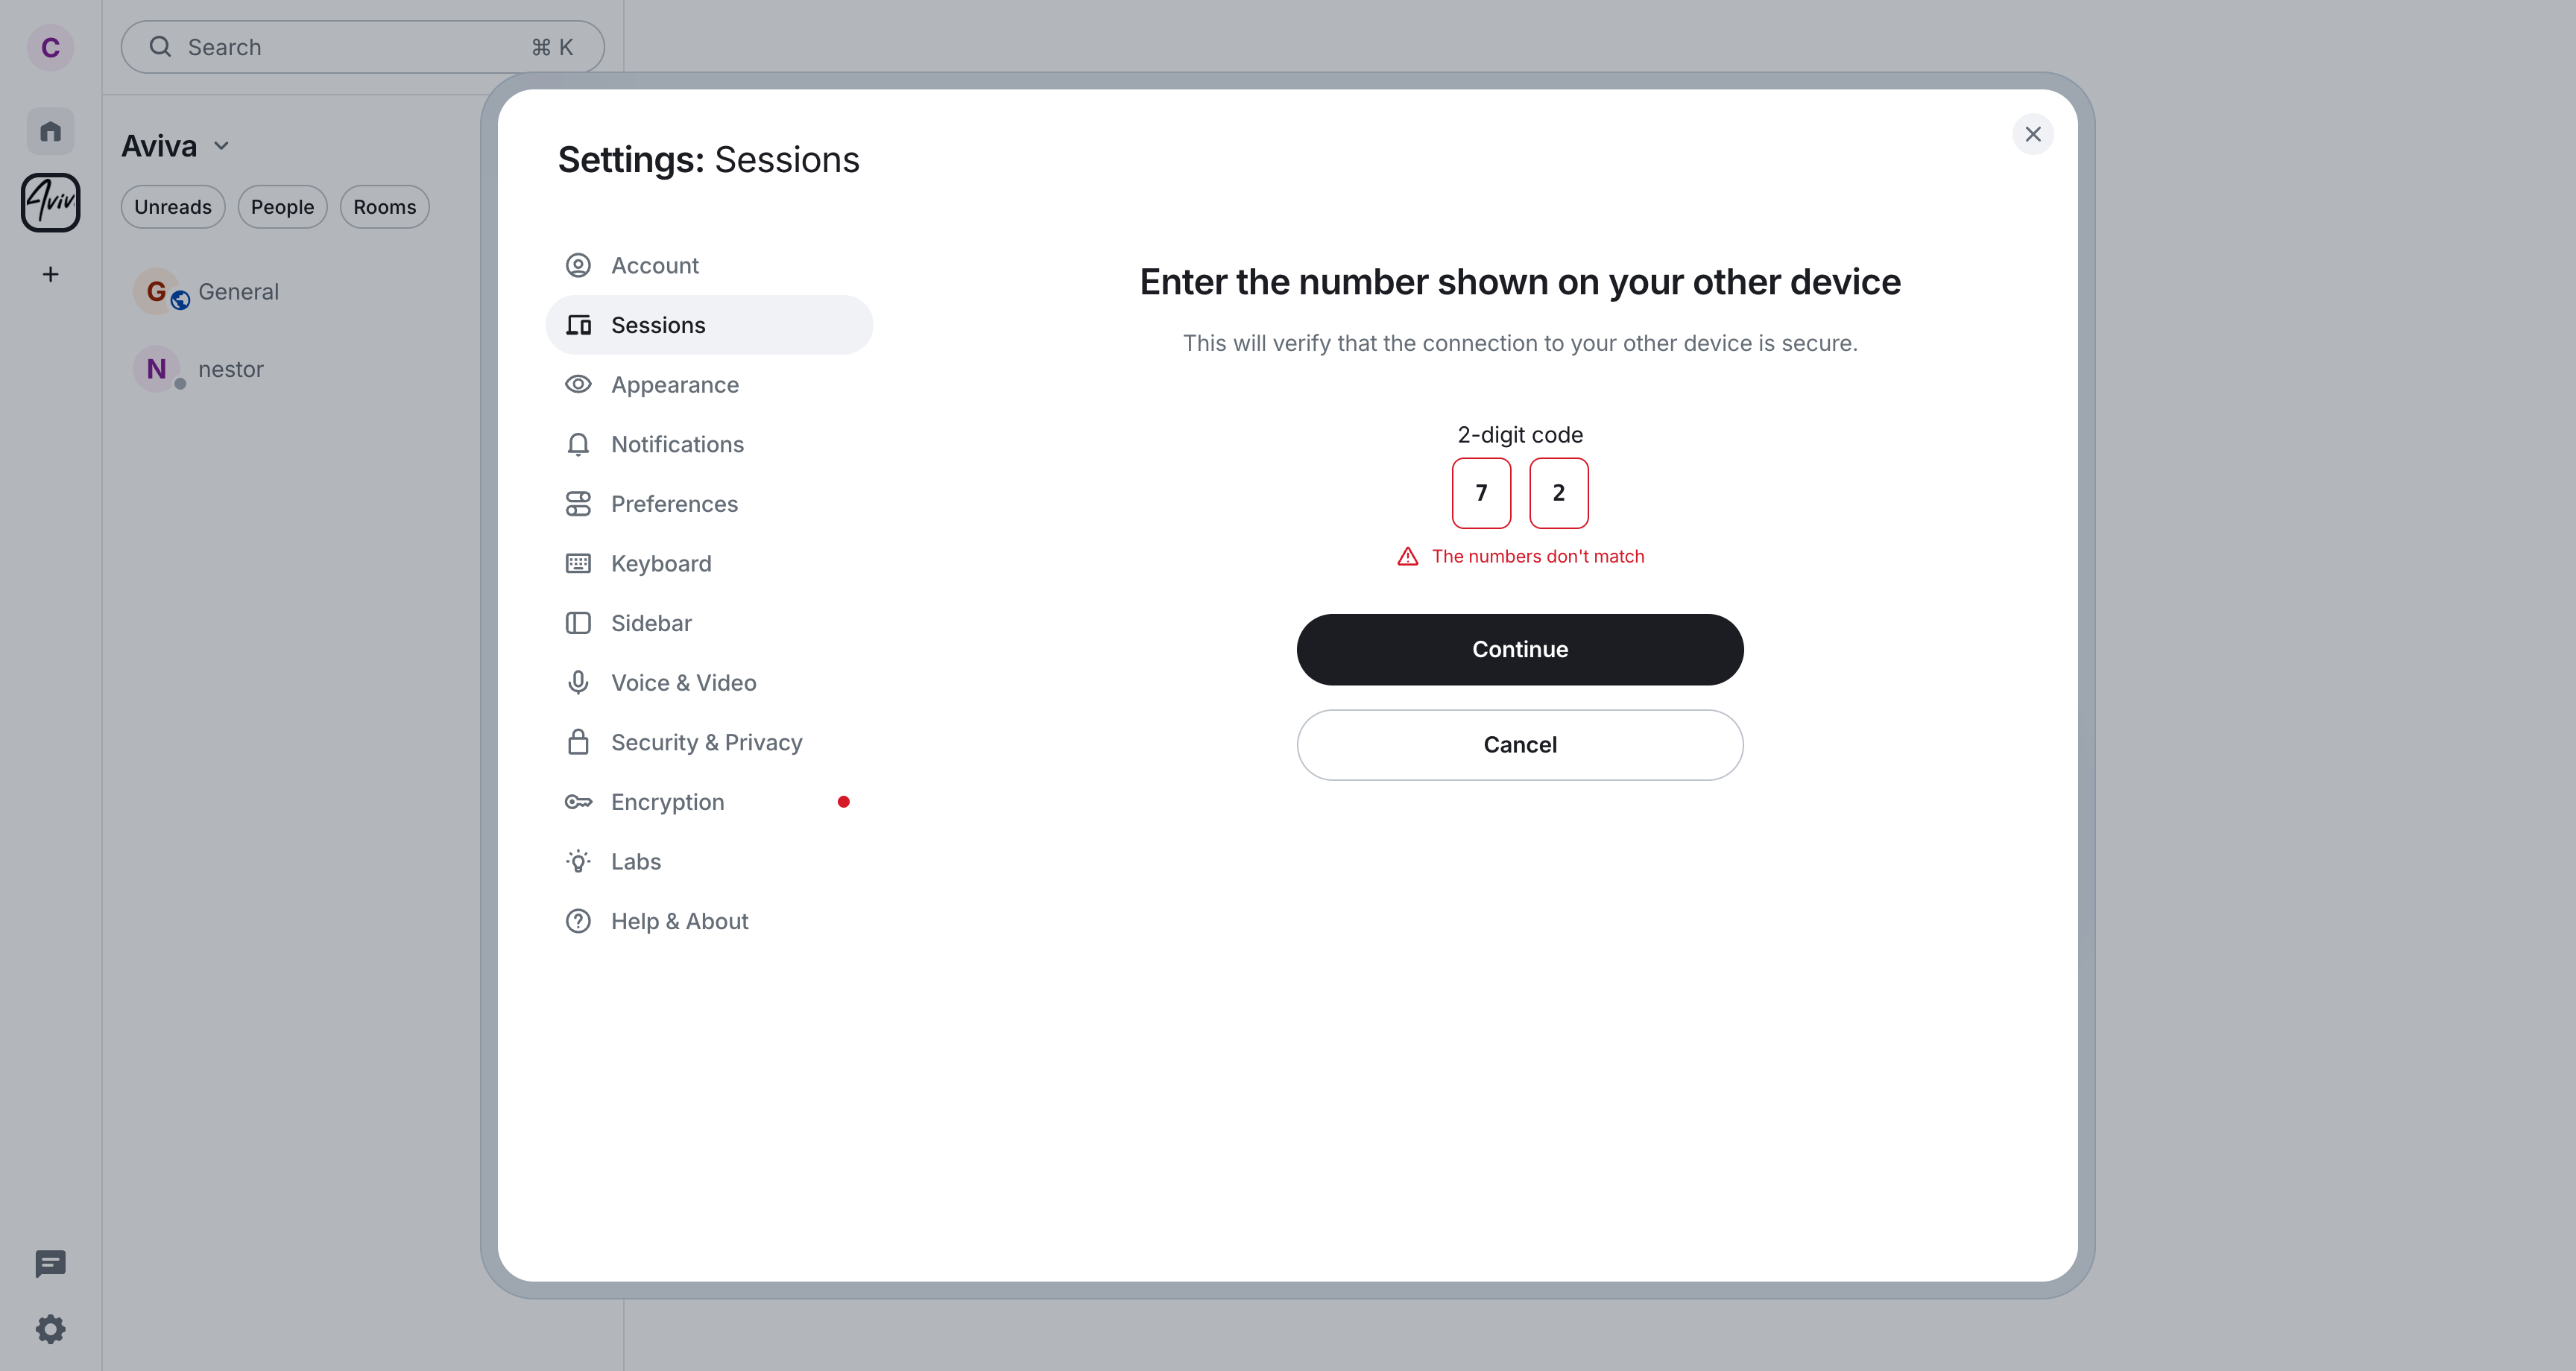 C
Search ⌘ K
Aviva
Aviv
Unreads People Rooms
G General
N nestor
Settings: Sessions
Account
Sessions
Appearance
Notifications
Preferences
Keyboard
Sidebar
Voice & Video
Security & Privacy
Encryption
Labs
Help & About
Enter the number shown on your other device
This will verify that the connection to your other device is secure.
2-digit code
7 2
The numbers don't match
Continue
Cancel